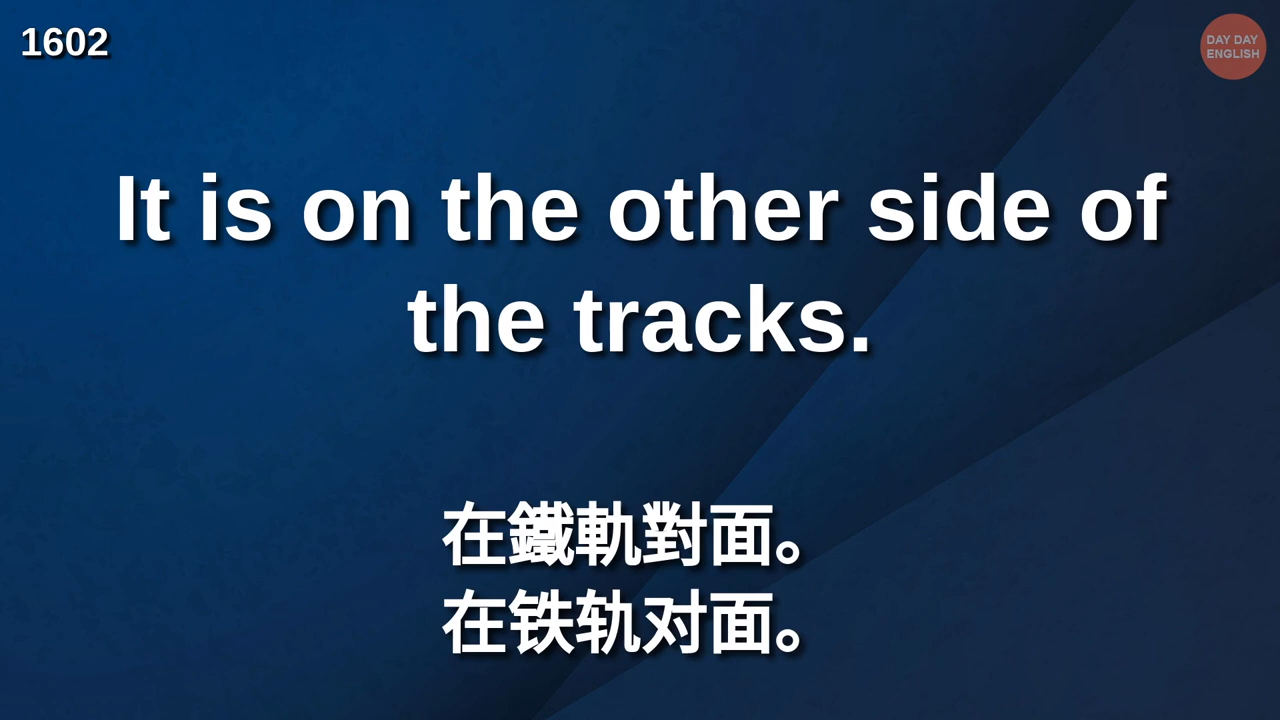 1602
DAY DAY
ENGLISH
It is on the other side of
the tracks.
在鐵軌對面。
在铁轨对面。